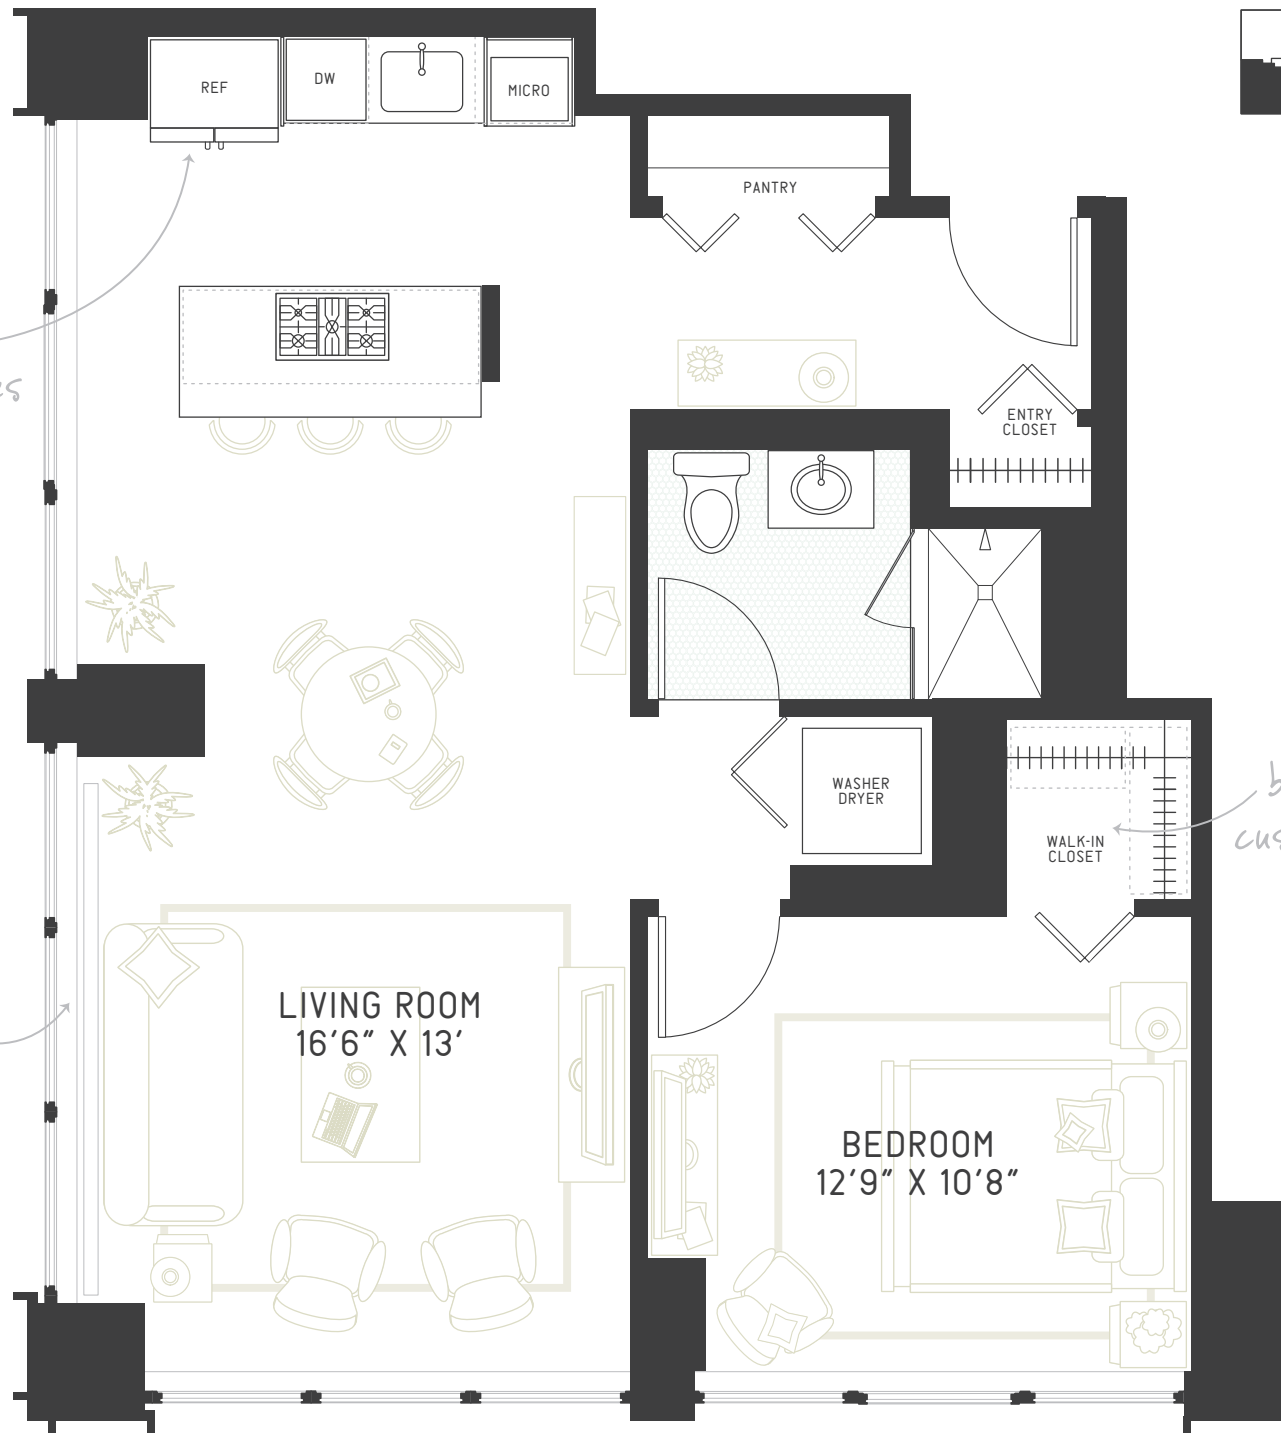 REF
DW
MICRO
PANTRY
ENTRY
CLOSET
WASHER
DRYER
WALK-IN
CLOSET
LIVING ROOM
16'6" X 13'
BEDROOM
12'9" X 10'8"